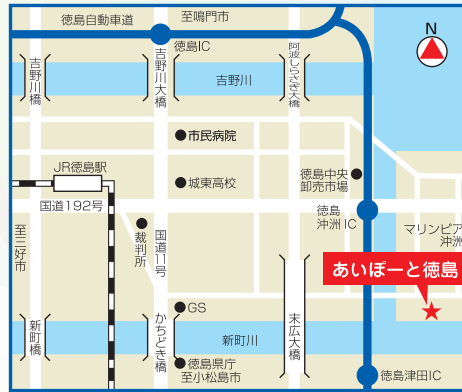 徳島自動車道
至鳴門市
N
徳島IC
吉野川橋
吉野川大橋
阿波しらさぎ大橋
吉野川
市民病院
JR徳島駅
城東高校
徳島中央
卸売市場
国道192号
徳島
沖洲IC
マリンピア
沖洲
至三好市
裁判所
国道11号
あいぽーと徳島
GS
新町橋
かちどき橋
新町川
末広大橋
徳島県庁
至小松島市
徳島津田IC